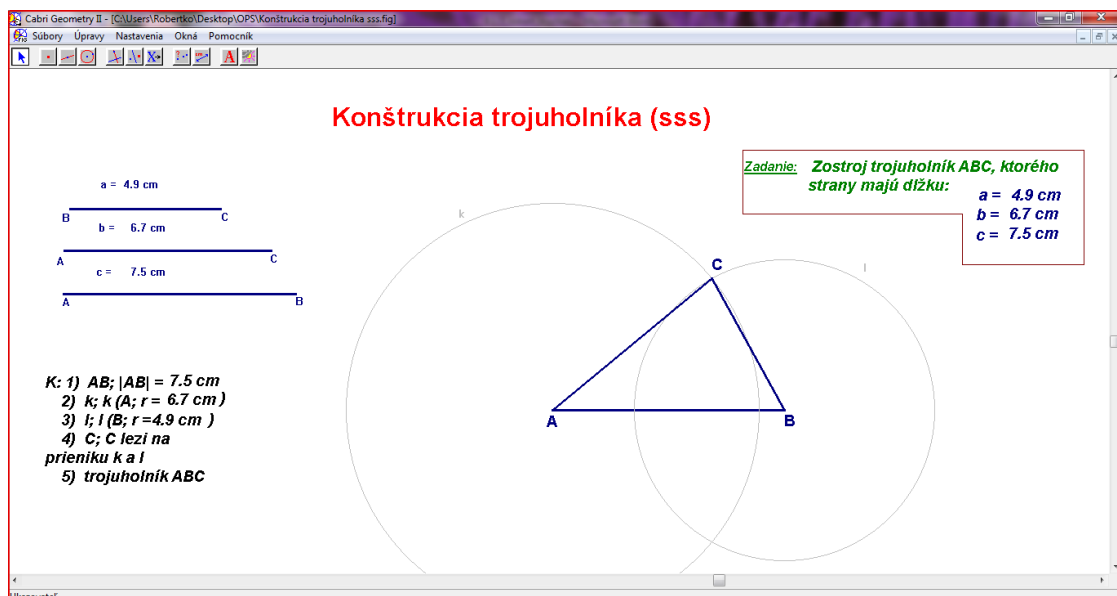 Cabri Geometry II - [C:\Users\Robertko\Desktop\OPS\Konštrukcia trojuholníka sss.fig]
Súbory Úpravy Nastavenia Okná Pomocník
Konštrukcia trojuholníka (sss)
a = 4.9 cm
B C
b = 6.7 cm
A C
c = 7.5 cm
A B
Zadanie: Zostroj trojuholník ABC, ktorého
strany majú dĺžku:
a = 4.9 cm
b = 6.7 cm
c = 7.5 cm
k
l
C
A
B
K: 1) AB; |AB| = 7.5 cm
2) k; k (A; r = 6.7 cm )
3) l; l (B; r =4.9 cm )
4) C; C lezi na
prieniku k a l
5) trojuholník ABC